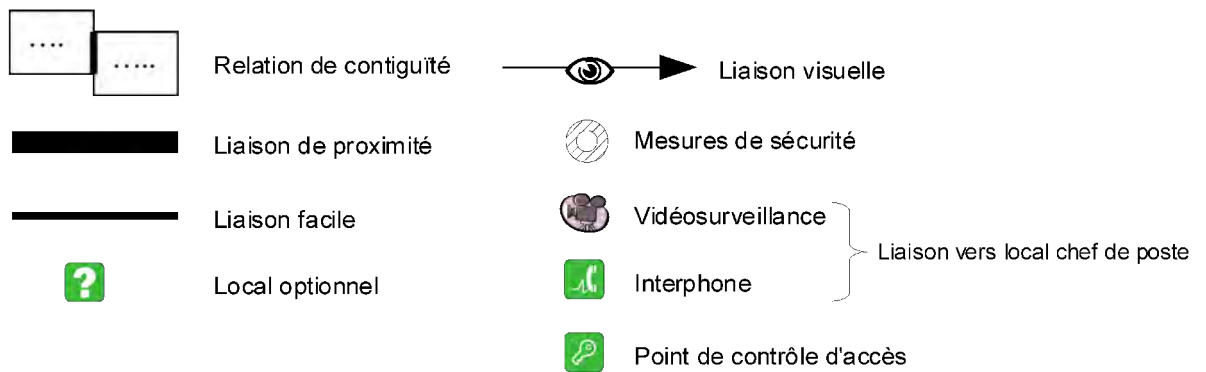 ....
.....
Relation de contiguïté
Liaison visuelle
Liaison de proximité
Mesures de sécurité
Liaison facile
Vidéosurveillance
Liaison vers local chef de poste
?
Local optionnel
Interphone
Point de contrôle d'accès